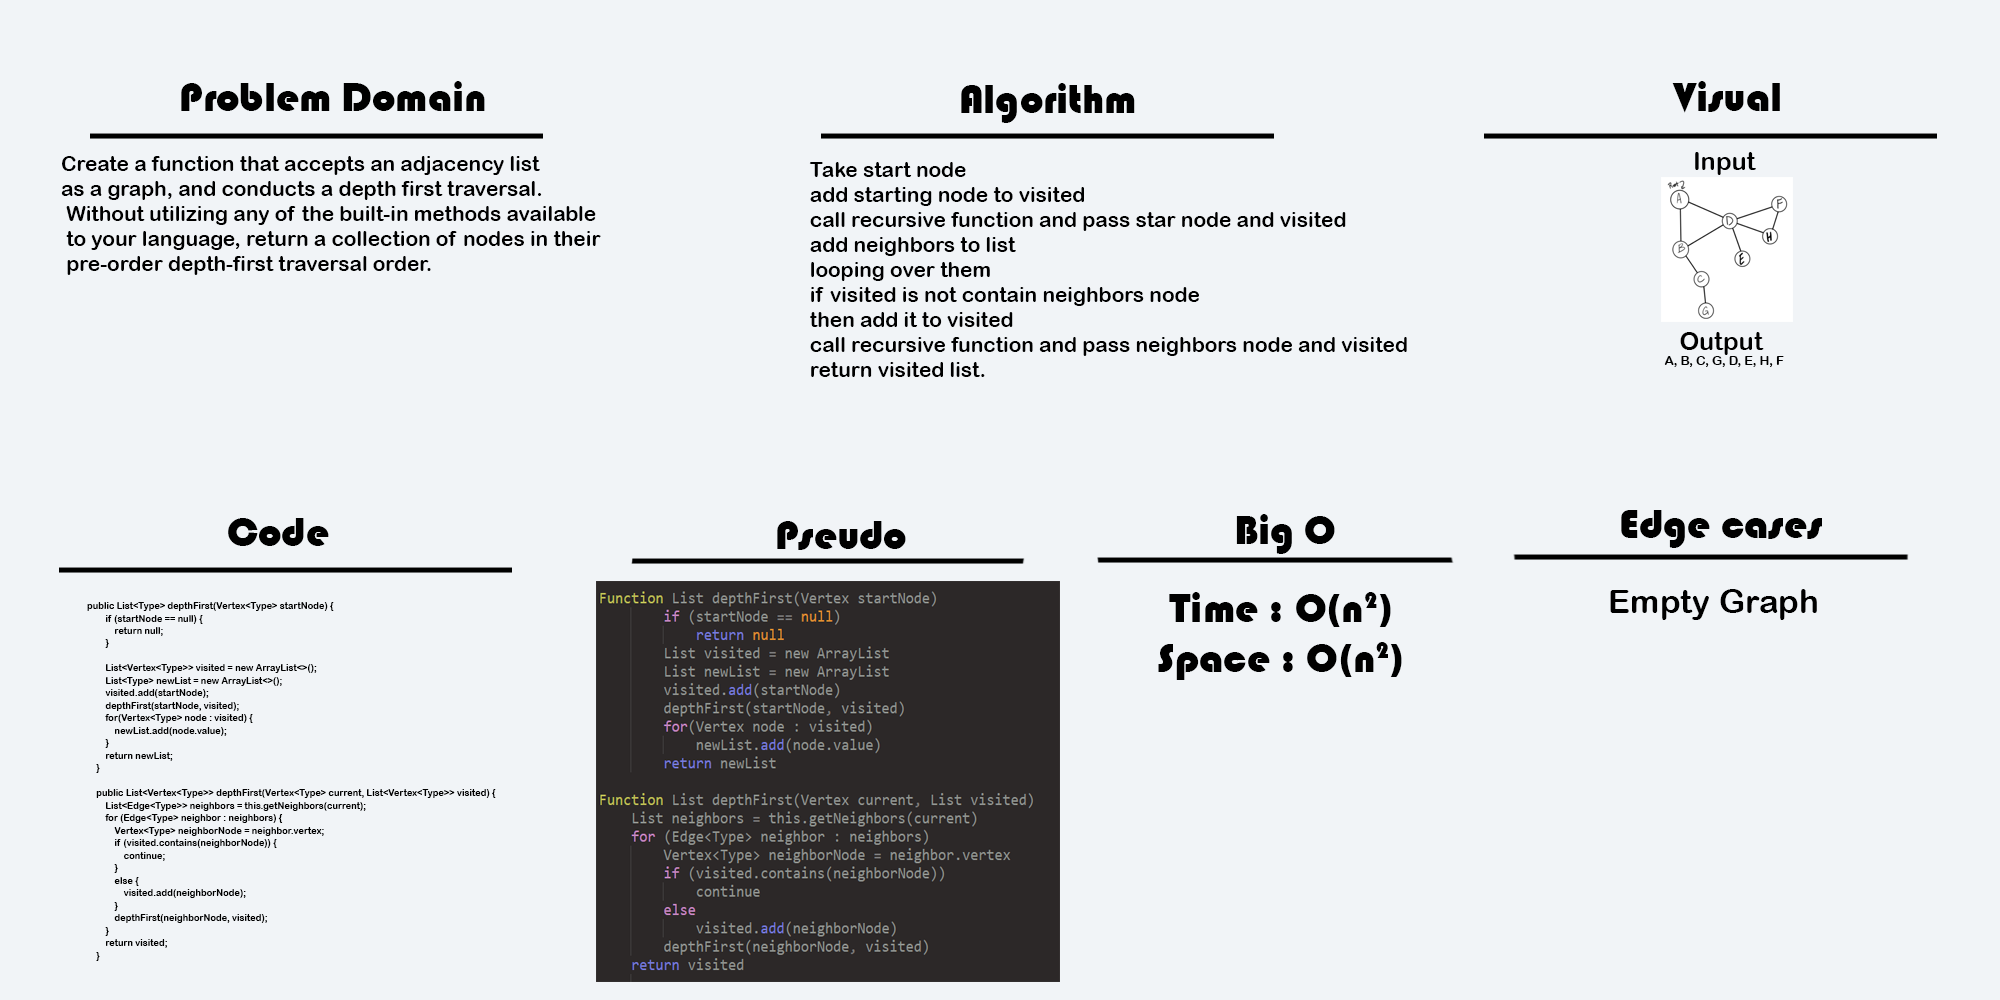 Problem Domain
Create a function that accepts an adjacency list
as a graph, and conducts a depth first traversal.
Without utilizing any of the built-in methods available
to your language, return a collection of nodes in their
pre-order depth-first traversal order.
Algorithm
Take start node
add starting node to visited
call recursive function and pass star node and visited
add neighbors to list
looping over them
if visited is not contain neighbors node
then add it to visited
call recursive function and pass neighbors node and visited
return visited list.
Visual
Input
A
F
D
H
B
E
C
G
Output
A, B, C, G, D, E, H, F
Code
public List<Type> depthFirst(Vertex<Type> startNode) {
if (startNode == null) {
return null;
}
List<Vertex<Type>> visited = new ArrayList<>();
List<Type> newList = new ArrayList<>();
visited.add(startNode);
depthFirst(startNode, visited);
for(Vertex<Type> node : visited) {
newList.add(node.value);
}
return newList;
}
public List<Vertex<Type>> depthFirst(Vertex<Type> current, List<Vertex<Type>> visited) {
List<Edge<Type>> neighbors = this.getNeighbors(current);
for (Edge<Type> neighbor : neighbors) {
Vertex<Type> neighborNode = neighbor.vertex;
if (visited.contains(neighborNode)) {
continue;
}
else {
visited.add(neighborNode);
}
depthFirst(neighborNode, visited);
}
return visited;
}
Pseudo
Function List depthFirst(Vertex startNode)
if (startNode == null)
return null
List visited = new ArrayList
List newList = new ArrayList
visited.add(startNode)
depthFirst(startNode, visited)
for(Vertex node : visited)
newList.add(node.value)
return newList
Function List depthFirst(Vertex current, List visited)
List neighbors = this.getNeighbors(current)
for (Edge<Type> neighbor : neighbors)
Vertex<Type> neighborNode = neighbor.vertex
if (visited.contains(neighborNode))
continue
else
visited.add(neighborNode)
depthFirst(neighborNode, visited)
return visited
Big O
Time : O(n²)
Space : O(n²)
Edge cases
Empty Graph